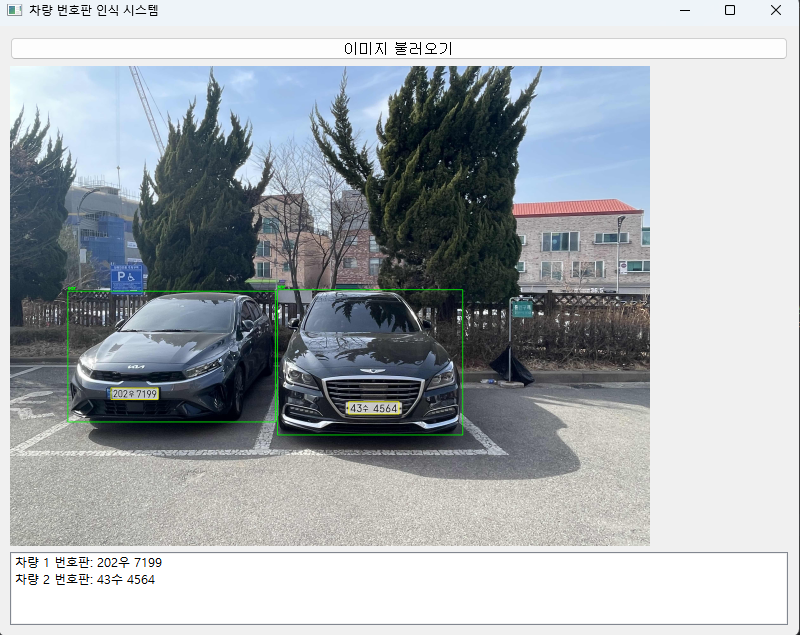 차량 번호판 인식 시스템
이미지 불러오기
P
KIA
202우 7199
43수 4564
차량 1 번호판: 202우 7199
차량 2 번호판: 43수 4564